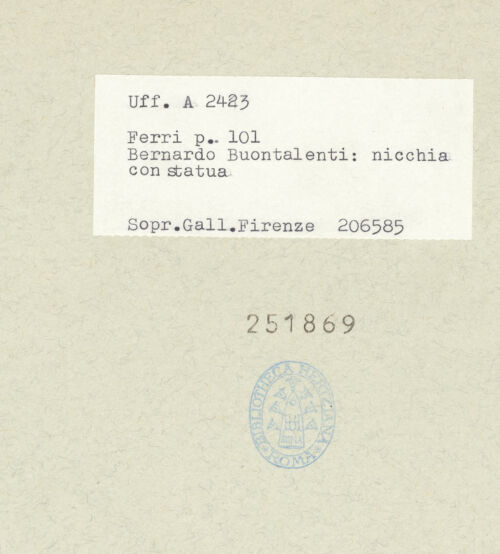 Uff. A 2423
Ferri p.. 101
Bernardo Buontalenti: nicchia
con statua
Sopr.Gall.Firenze 206585
251869
BIBLIOTHECA HERTZIANA
ROMA